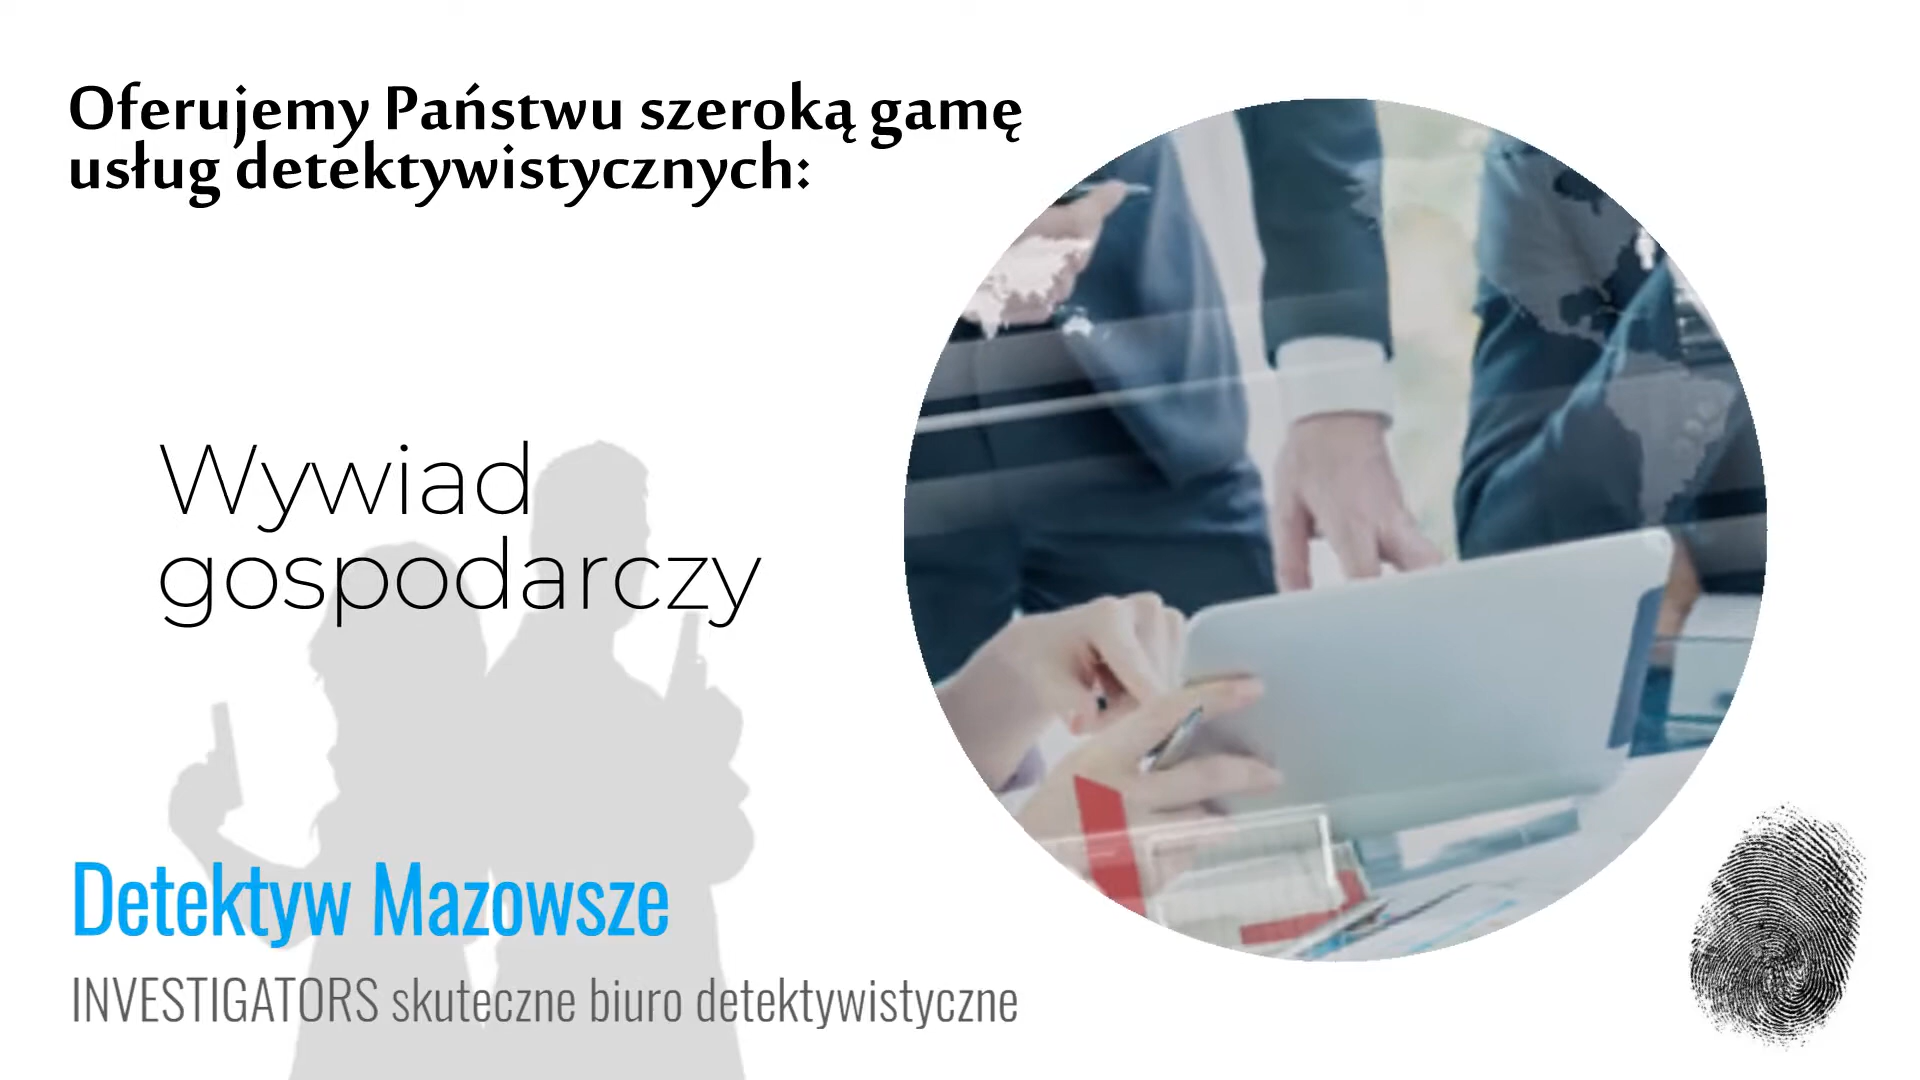 Oferujemy Państwu szeroką gamę
usług detektywistycznych:
Wywiad
gospodarczy
Detektyw Mazowsze
INVESTIGATORS skuteczne biuro detektywistyczne